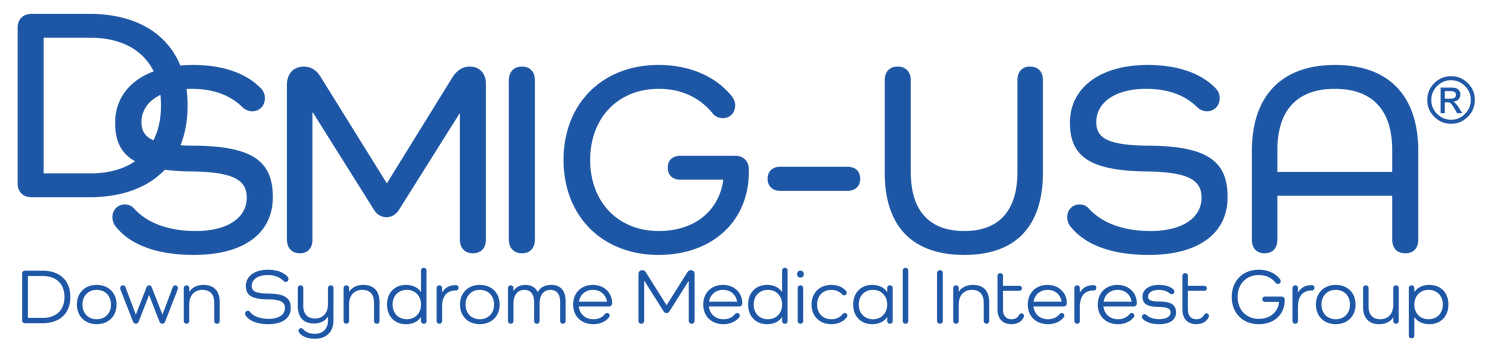 DSMIG-USA®
Down Syndrome Medical Interest Group